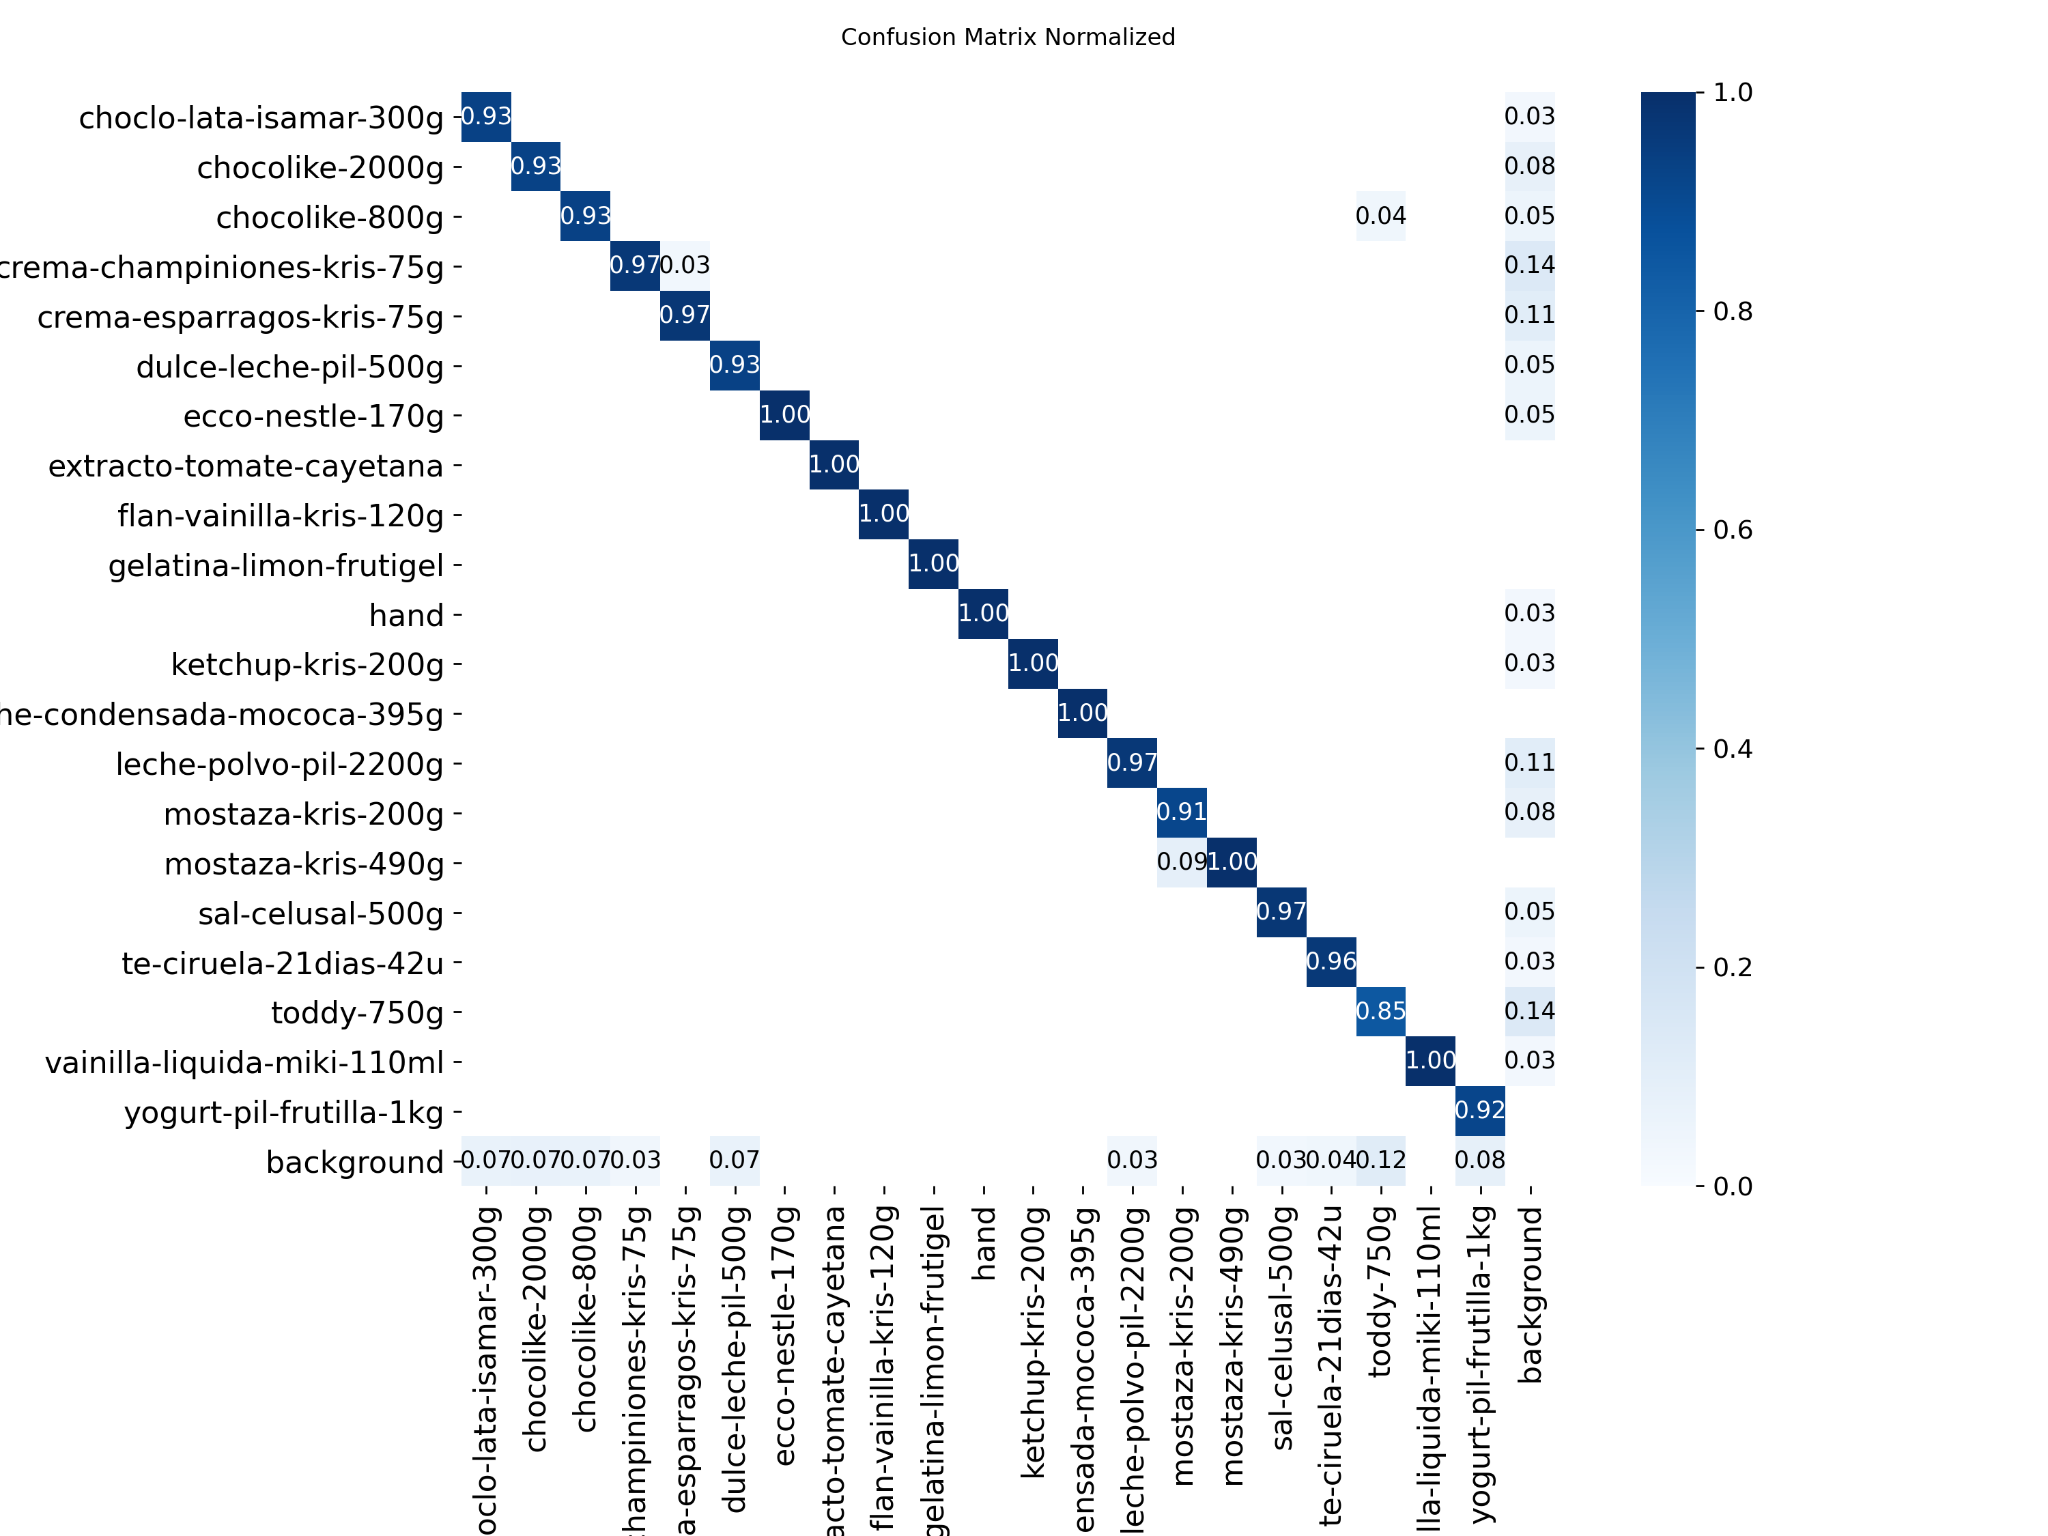 Confusion Matrix Normalized
choclo-lata-isamar-300g 0.93 0.03
chocolike-2000g 0.93 0.08
chocolike-800g 0.93 0.04 0.05
crema-champiniones-kris-75g 0.97 0.03 0.14
crema-esparragos-kris-75g 0.97 0.11
dulce-leche-pil-500g 0.93 0.05
ecco-nestle-170g 1.00 0.05
extracto-tomate-cayetana 1.00
flan-vainilla-kris-120g 1.00
gelatina-limon-frutigel 1.00
hand 1.00 0.03
ketchup-kris-200g 1.00 0.03
he-condensada-mococa-395g 1.00
leche-polvo-pil-2200g 0.97 0.11
mostaza-kris-200g 0.91 0.08
mostaza-kris-490g 0.09 1.00
sal-celusal-500g 0.97 0.05
te-ciruela-21dias-42u 0.96 0.03
toddy-750g 0.85 0.14
vainilla-liquida-miki-110ml 1.00 0.03
yogurt-pil-frutilla-1kg 0.92
background 0.07 0.07 0.07 0.03 0.07 0.03 0.03 0.04 0.12 0.08
oclo-lata-isamar-300g
chocolike-2000g
chocolike-800g
champiniones-kris-75g
a-esparragos-kris-75g
dulce-leche-pil-500g
ecco-nestle-170g
acto-tomate-cayetana
flan-vainilla-kris-120g
gelatina-limon-frutigel
hand
ketchup-kris-200g
ensada-mococa-395g
leche-polvo-pil-2200g
mostaza-kris-200g
mostaza-kris-490g
sal-celusal-500g
te-ciruela-21dias-42u
toddy-750g
lla-liquida-miki-110ml
yogurt-pil-frutilla-1kg
background
1.0
0.8
0.6
0.4
0.2
0.0